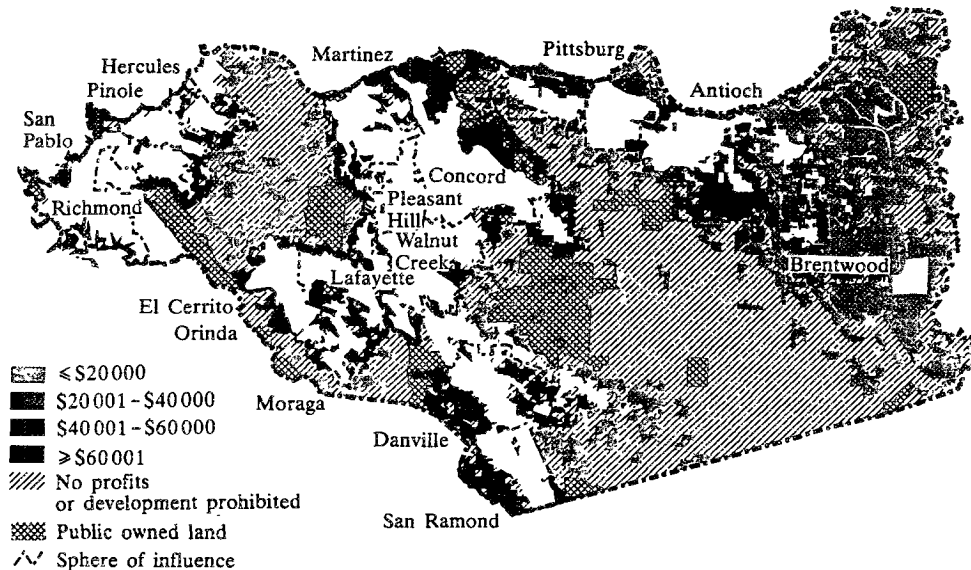 Pittsburg
Martinez
Hercules
Pinole
Antioch
San
Pablo
Concord
Pleasant
Hill
Richmond
Walnut
Creek
Lafayette
Brentwood
El Cerrito
Orinda
Moraga
Danville
San Ramond
≤ $20000
$20001–$40000
$40001–$60000
≥ $60001
No profits
or development prohibited
Public owned land
Sphere of influence